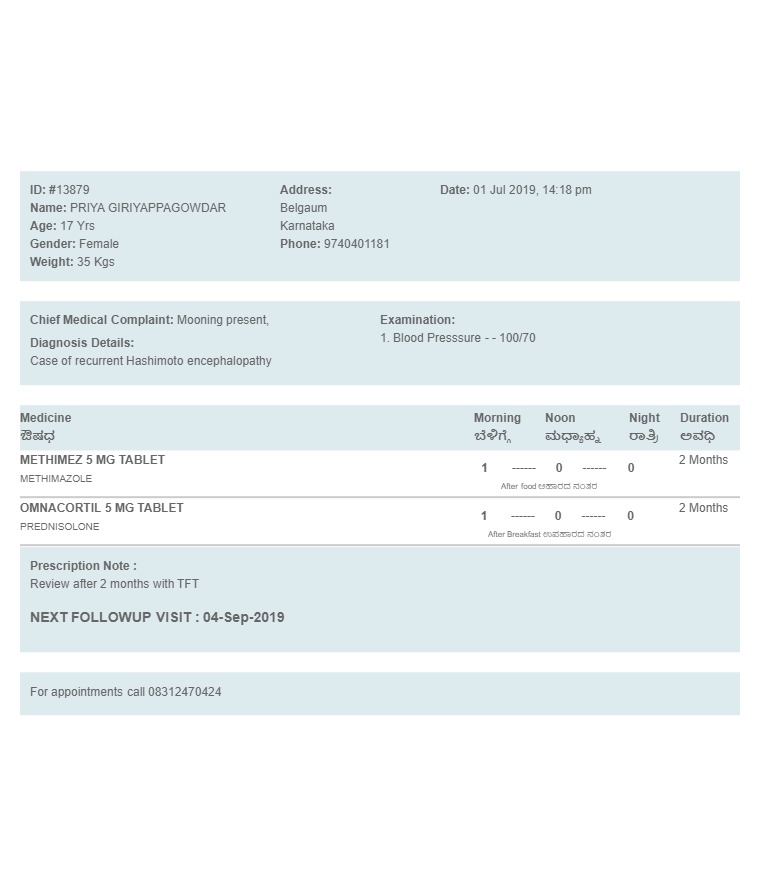 ID: #13879
Name: PRIYA GIRIYAPPAGOWDAR
Age: 17 Yrs
Gender: Female
Weight: 35 Kgs
Address:
Belgaum
Karnataka
Phone: 9740401181
Date: 01 Jul 2019, 14:18 pm
Chief Medical Complaint: Mooning present,
Diagnosis Details:
Case of recurrent Hashimoto encephalopathy
Examination:
1. Blood Presssure - - 100/70
Medicine Morning Noon Night Duration
ಔಷಧ ಬೆಳಿಗ್ಗೆ ಮಧ್ಯಾಹ್ನ ರಾತ್ರಿ ಅವಧಿ
METHIMEZ 5 MG TABLET 2 Months
1 ------ 0 ------ 0
METHIMAZOLE
After food ಆಹಾರದ ನಂತರ
OMNACORTIL 5 MG TABLET 2 Months
1 ------ 0 ------ 0
PREDNISOLONE
After Breakfast ಉಪಹಾರದ ನಂತರ
Prescription Note :
Review after 2 months with TFT
NEXT FOLLOWUP VISIT : 04-Sep-2019
For appointments call 08312470424